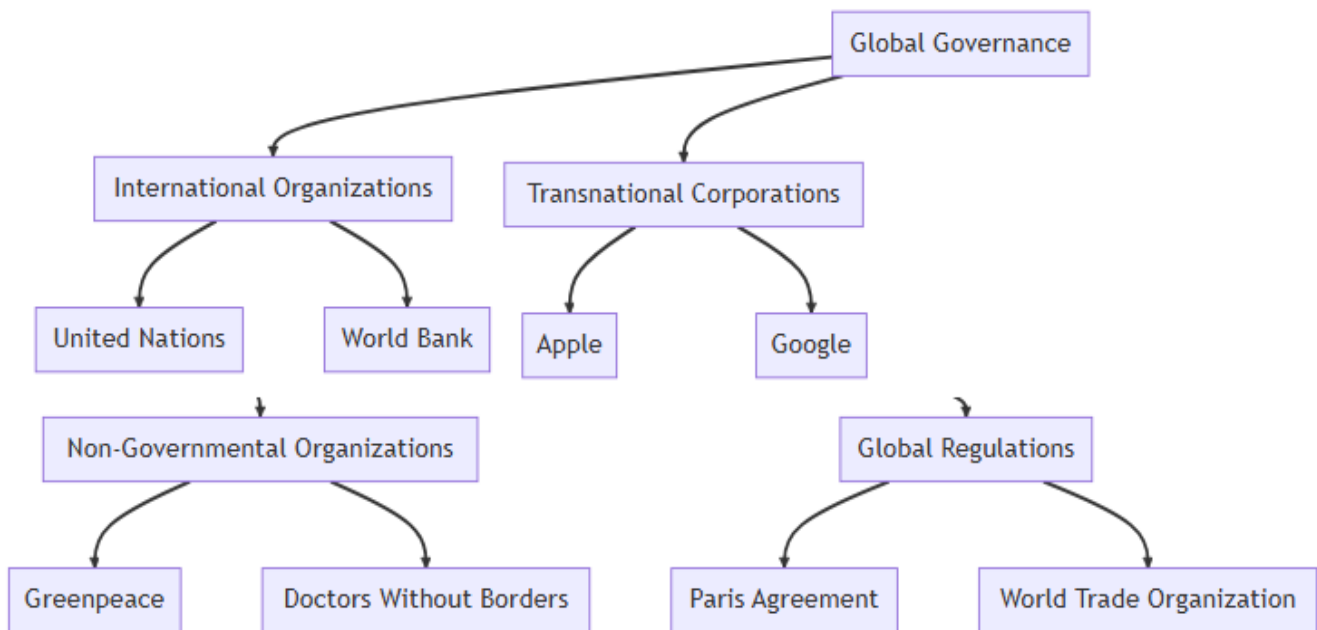 Global Governance
International Organizations
Transnational Corporations
United Nations
World Bank
Apple
Google
Non-Governmental Organizations
Global Regulations
Greenpeace
Doctors Without Borders
Paris Agreement
World Trade Organization